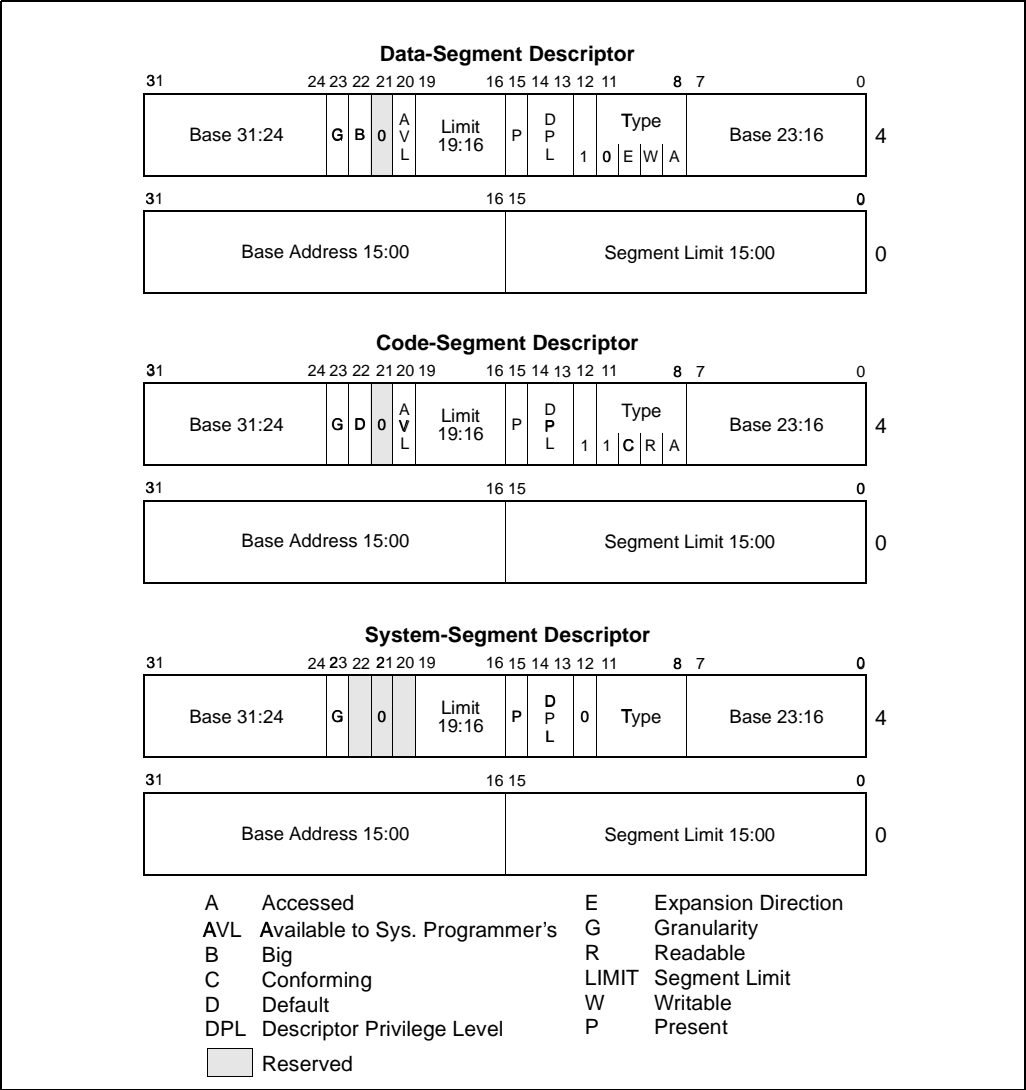 Data-Segment Descriptor
31 24 23 22 21 20 19 16 15 14 13 12 11 8 7 0
Base 31:24 G B 0 A V L Limit 19:16 P D P L 1 Type 0 E W A Base 23:16 4
31 16 15 0
Base Address 15:00 Segment Limit 15:00 0
Code-Segment Descriptor
31 24 23 22 21 20 19 16 15 14 13 12 11 8 7 0
Base 31:24 G D 0 A V L Limit 19:16 P D P L 1 Type 1 C R A Base 23:16 4
31 16 15 0
Base Address 15:00 Segment Limit 15:00 0
System-Segment Descriptor
31 24 23 22 21 20 19 16 15 14 13 12 11 8 7 0
Base 31:24 G 0 Limit 19:16 P D P L 0 Type Base 23:16 4
31 16 15 0
Base Address 15:00 Segment Limit 15:00 0
A Accessed
AVL Available to Sys. Programmer's
B Big
C Conforming
D Default
DPL Descriptor Privilege Level
Reserved
E Expansion Direction
G Granularity
R Readable
LIMIT Segment Limit
W Writable
P Present